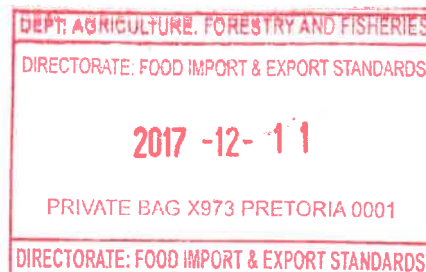 DEPT: AGRICULTURE. FORESTRY AND FISHERIES
DIRECTORATE: FOOD IMPORT & EXPORT STANDARDS
2017 -12- 11
PRIVATE BAG X973 PRETORIA 0001
DIRECTORATE: FOOD IMPORT & EXPORT STANDARDS